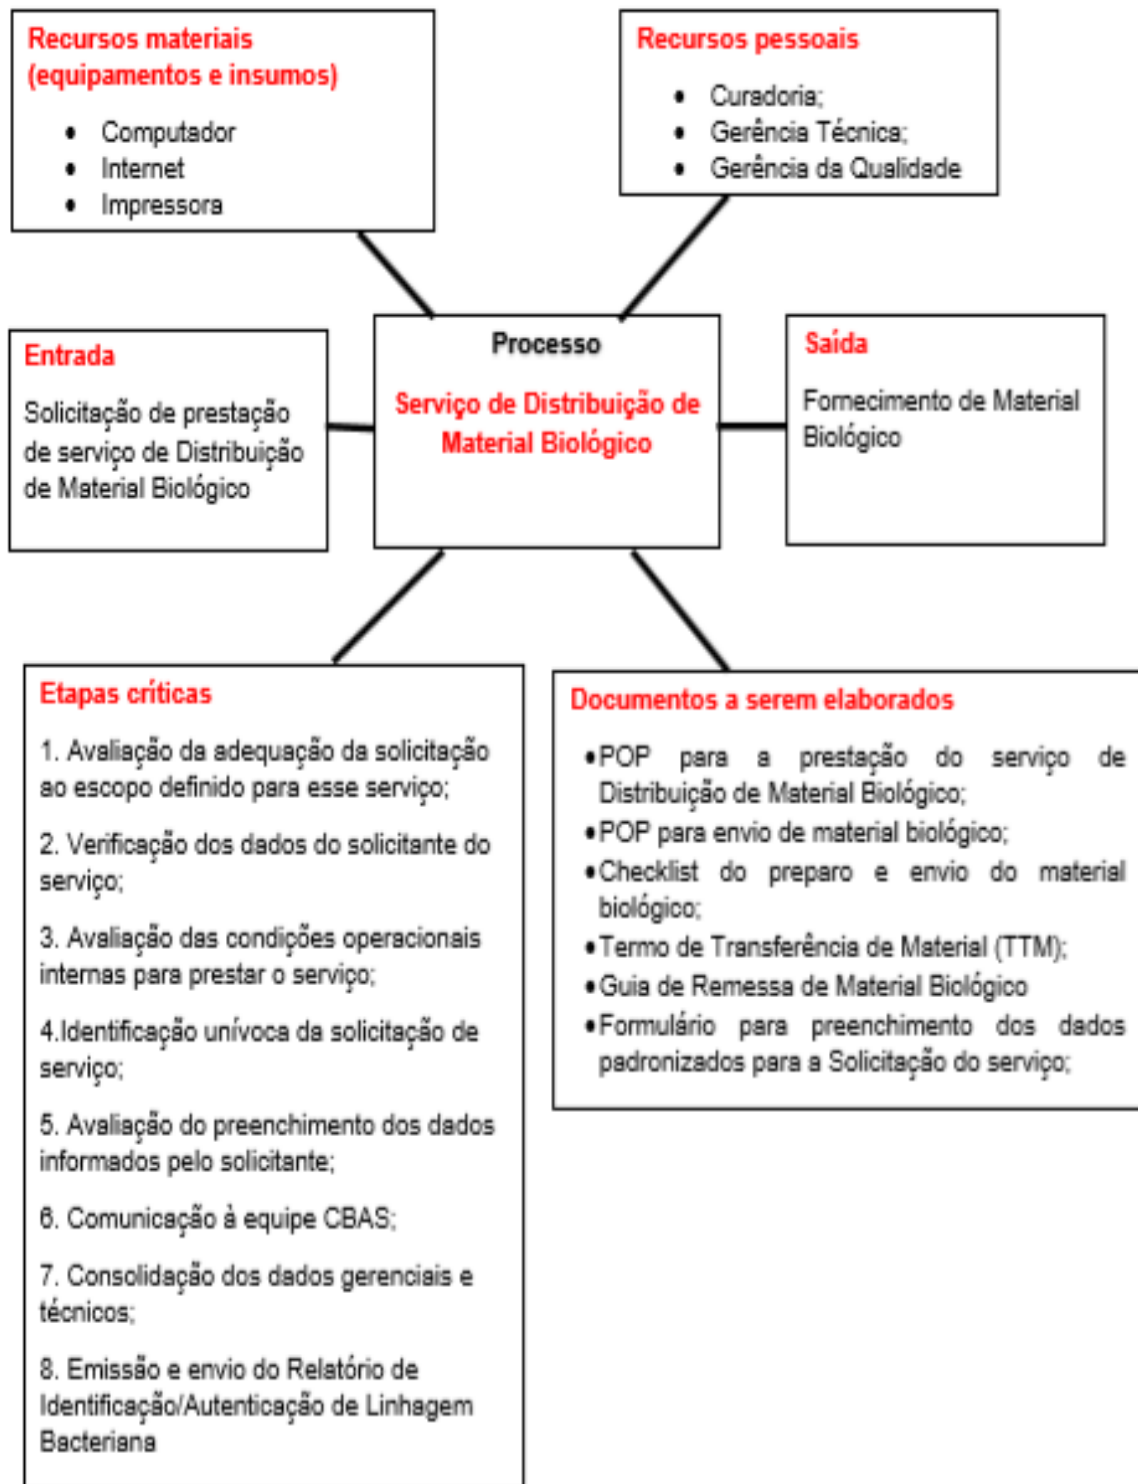 Recursos materiais
(equipamentos e insumos)
• Computador
• Internet
• Impressora
Recursos pessoais
• Curadoria;
• Gerência Técnica;
• Gerência da Qualidade
Entrada
Solicitação de prestação
de serviço de Distribuição
de Material Biológico
Processo
Serviço de Distribuição de
Material Biológico
Saída
Fornecimento de Material
Biológico
Etapas críticas
1. Avaliação da adequação da solicitação
ao escopo definido para esse serviço;
2. Verificação dos dados do solicitante do
serviço;
3. Avaliação das condições operacionais
internas para prestar o serviço;
4.Identificação unívoca da solicitação de
serviço;
5. Avaliação do preenchimento dos dados
informados pelo solicitante;
6. Comunicação à equipe CBAS;
7. Consolidação dos dados gerenciais e
técnicos;
8. Emissão e envio do Relatório de
Identificação/Autenticação de Linhagem
Bacteriana
Documentos a serem elaborados
•POP para a prestação do serviço de
Distribuição de Material Biológico;
•POP para envio de material biológico;
•Checklist do preparo e envio do material
biológico;
•Termo de Transferência de Material (TTM);
•Guia de Remessa de Material Biológico
•Formulário para preenchimento dos dados
padronizados para a Solicitação do serviço;